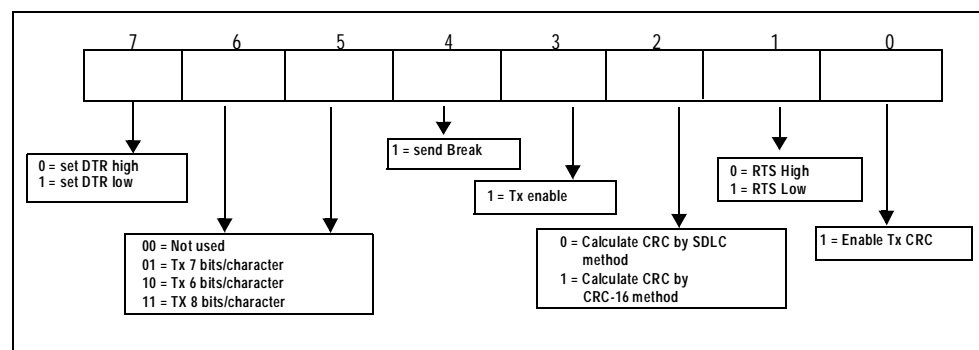 7 6 5 4 3 2 1 0
0 = set DTR high
1 = set DTR low
1 = send Break
1 = Tx enable
0 = RTS High
1 = RTS Low
00 = Not used
01 = Tx 7 bits/character
10 = Tx 6 bits/character
11 = TX 8 bits/character
0 = Calculate CRC by SDLC
method
1 = Calculate CRC by
CRC-16 method
1 = Enable Tx CRC